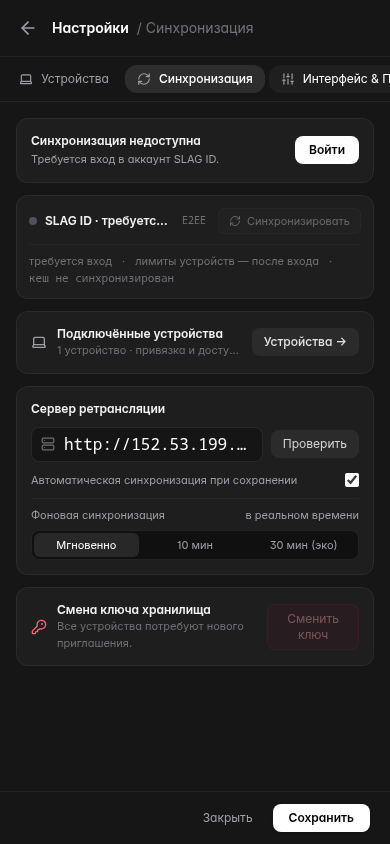 Настройки / Синхронизация
Устройства Синхронизация Интерфейс & П
Синхронизация недоступна
Требуется вход в аккаунт SLAG ID.
Войти
SLAG ID · требуетс… E2EE Синхронизировать
требуется вход · лимиты устройств — после входа ·
кеш не синхронизирован
Подключённые устройства
1 устройство · привязка и досту…
Устройства →
Сервер ретрансляции
http://152.53.199.… Проверить
Автоматическая синхронизация при сохранении
Фоновая синхронизация в реальном времени
Мгновенно 10 мин 30 мин (эко)
Смена ключа хранилища
Все устройства потребуют нового
приглашения.
Сменить
ключ
Закрыть Сохранить